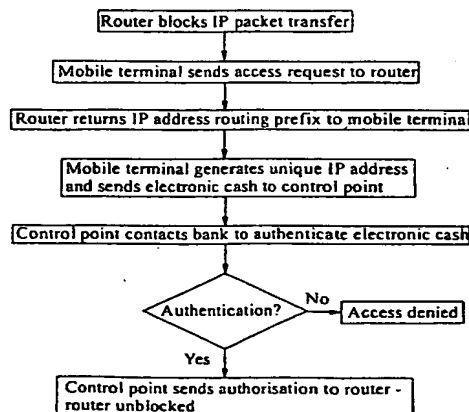 Router blocks IP packet transfer
Mobile terminal sends access request to router
Router returns IP address routing prefix to mobile terminal
Mobile terminal generates unique IP address
and sends electronic cash to control point
Control point contacts bank to authenticate electronic cash
Authentication?
No
Access denied
Yes
Control point sends authorisation to router -
router unblocked